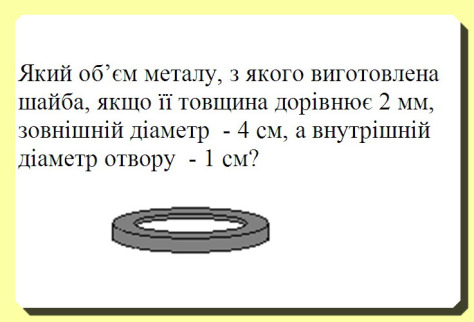 Який об’єм металу, з якого виготовлена
шайба, якщо її товщина дорівнює 2 мм,
зовнішній діаметр  - 4 см, а внутрішній
діаметр отвору  - 1 см?